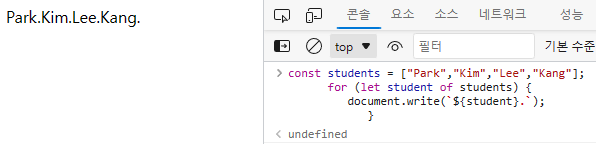 Park.Kim.Lee.Kang.
콘솔 요소 소스 네트워크 성능
top 필터 기본 수준
const students = ["Park","Kim","Lee","Kang"];
for (let student of students) {
document.write(`${student}.`);
}
undefined